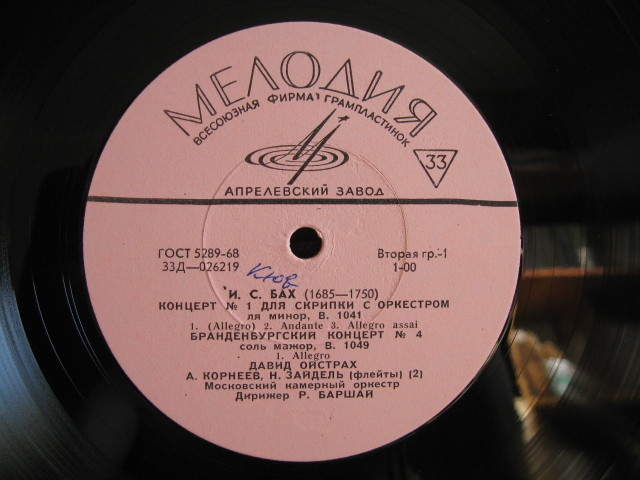 МЕЛОДИЯ
ВСЕСОЮЗНАЯ ФИРМА ГРАМПЛАСТИНОК
33
АПРЕЛЕВСКИЙ ЗАВОД
ГОСТ 5289-68 Вторая гр.-1
33Д—026219 1-00
И. С. БАХ (1685—1750)
КОНЦЕРТ № 1 ДЛЯ СКРИПКИ С ОРКЕСТРОМ
ля минор, В. 1041
1. (Allegro) 2. Andante 3. Allegro assai
БРАНДЕНБУРГСКИЙ КОНЦЕРТ № 4
соль мажор, В. 1049
1. Allegro
ДАВИД ОЙСТРАХ
А. КОРНЕЕВ, Н. ЗАЙДЕЛЬ (флейты) (2)
Московский камерный оркестр
Дирижер Р. БАРШАЙ